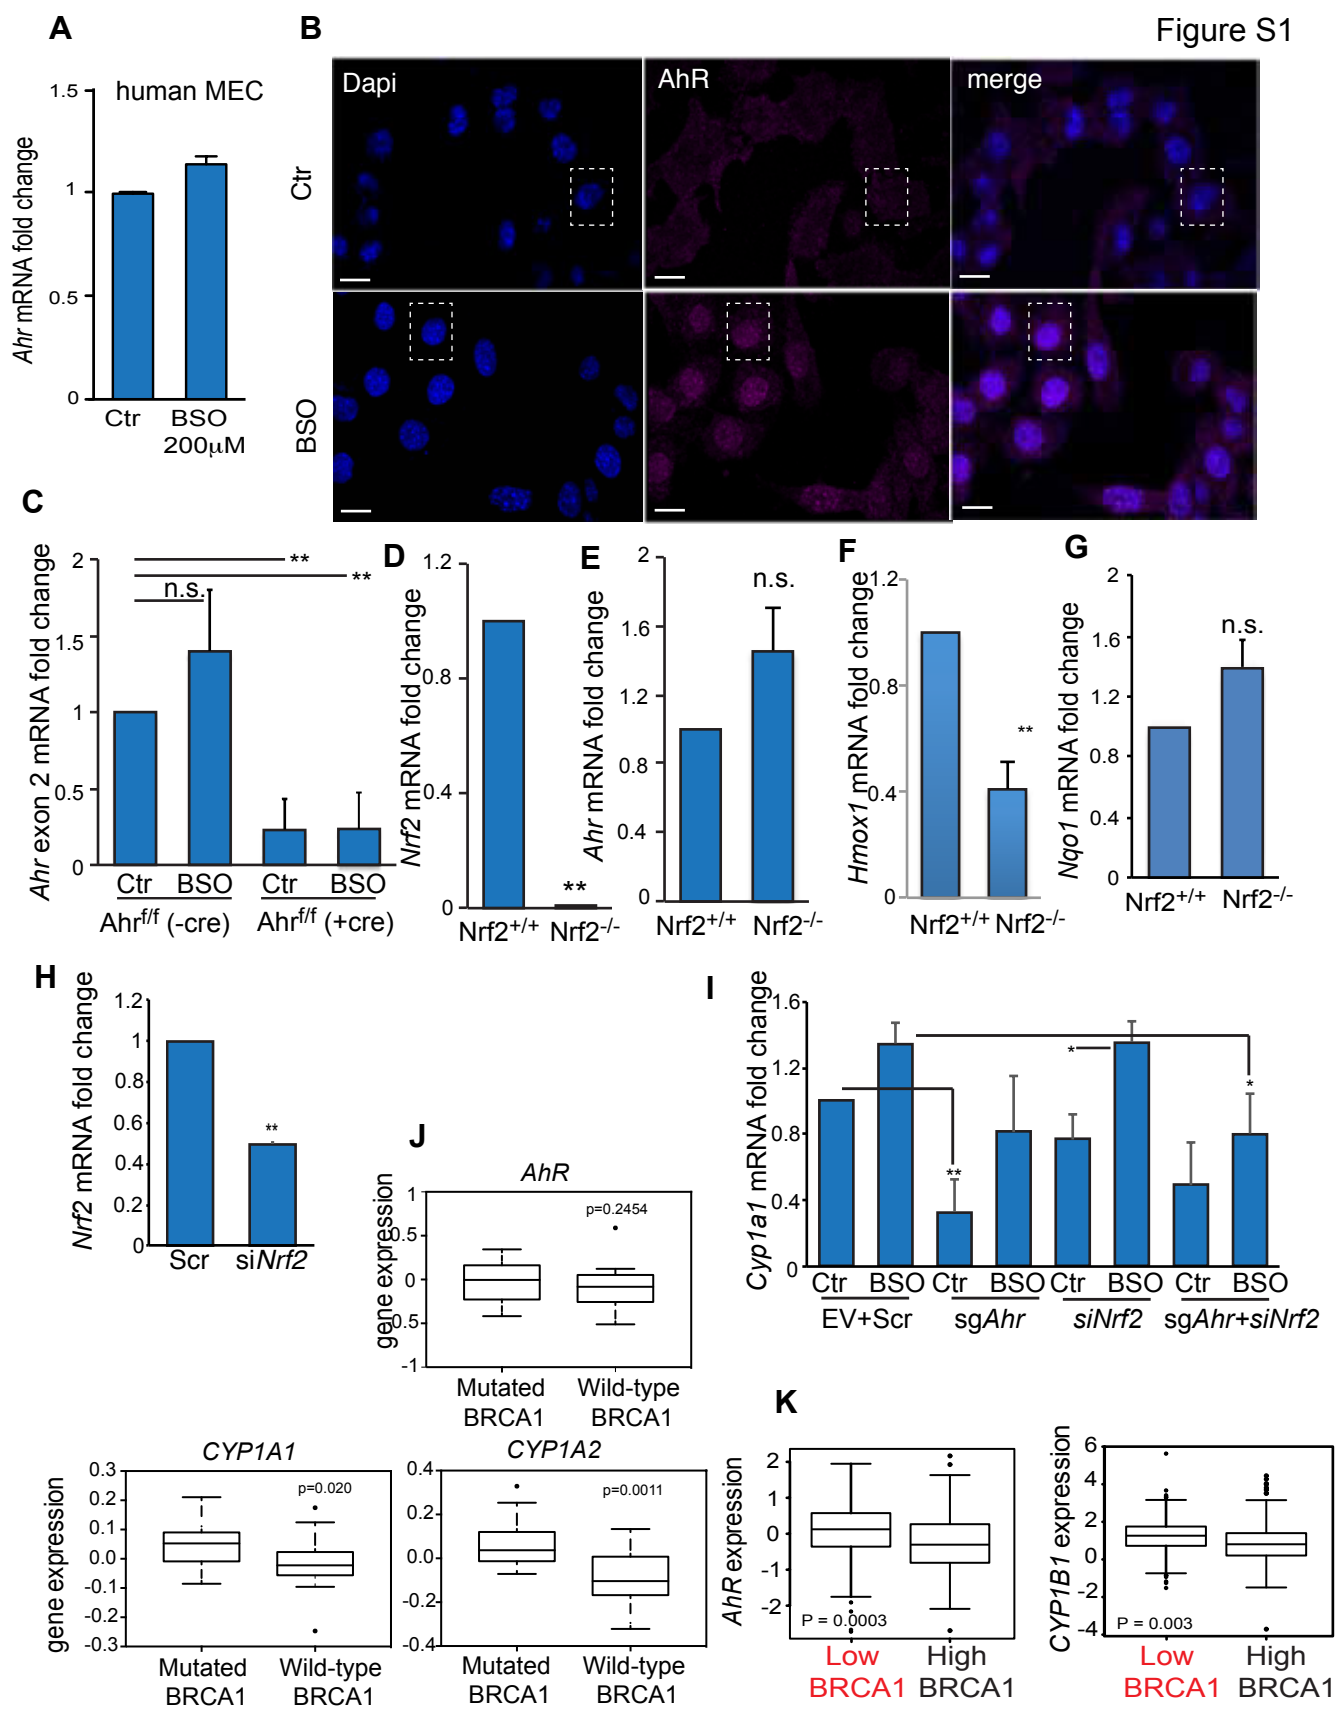 Figure S1
A
human MEC
Ahr mRNA fold change
1.5
1
0.5
0
Ctr
BSO
200μM
B
Dapi
AhR
merge
Ctr
BSO
C
Ahr exon 2 mRNA fold change
2
1.5
1
0.5
0
**
**
n.s.
Ctr BSO Ctr BSO
Ahrf/f (-cre) Ahrf/f (+cre)
D
Nrf2 mRNA fold change
1.2
0.8
0.4
0
**
Nrf2+/+ Nrf2-/-
E
Ahr mRNA fold change
2
1.6
1.2
0.8
0.4
0
n.s.
Nrf2+/+ Nrf2-/-
F
Hmox1 mRNA fold change
1.2
0.8
0.4
0
**
Nrf2+/+ Nrf2-/-
G
Nqo1 mRNA fold change
2
1.6
1.2
0.8
0.4
0
n.s.
Nrf2+/+ Nrf2-/-
H
Nrf2 mRNA fold change
1.2
1
0.8
0.6
0.4
0.2
0
**
Scr siNrf2
I
Cyp1a1 mRNA fold change
1.6
1.2
0.8
0.4
0
**
*
*
Ctr BSO Ctr BSO Ctr BSO Ctr BSO
EV+Scr sgAhr siNrf2 sgAhr+siNrf2
J
AhR
gene expression
1
0.5
0
-0.5
-1
p=0.2454
Mutated Wild-type
BRCA1 BRCA1
CYP1A1
gene expression
0.3
0.2
0.1
0.0
-0.1
-0.2
-0.3
p=0.020
Mutated Wild-type
BRCA1 BRCA1
CYP1A2
0.4
0.2
0.0
-0.2
-0.4
p=0.0011
Mutated Wild-type
BRCA1 BRCA1
K
AhR expression
2
1
0
-1
-2
P = 0.0003
Low High
BRCA1 BRCA1
CYP1B1 expression
6
4
2
0
-2
-4
P = 0.003
Low High
BRCA1 BRCA1